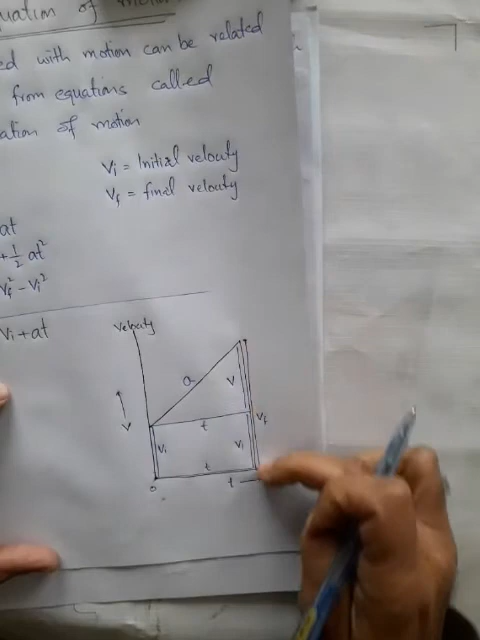 uation of motion
ed with motion can be related
from equations called
ation of motion
Vi = Initial velocity
Vf = final velocity
at
+ 1/2 at²
Vf² - Vi²
Vi + at
Velocity
a
V
V
t
Vf
Vi
Vi
t
o
t